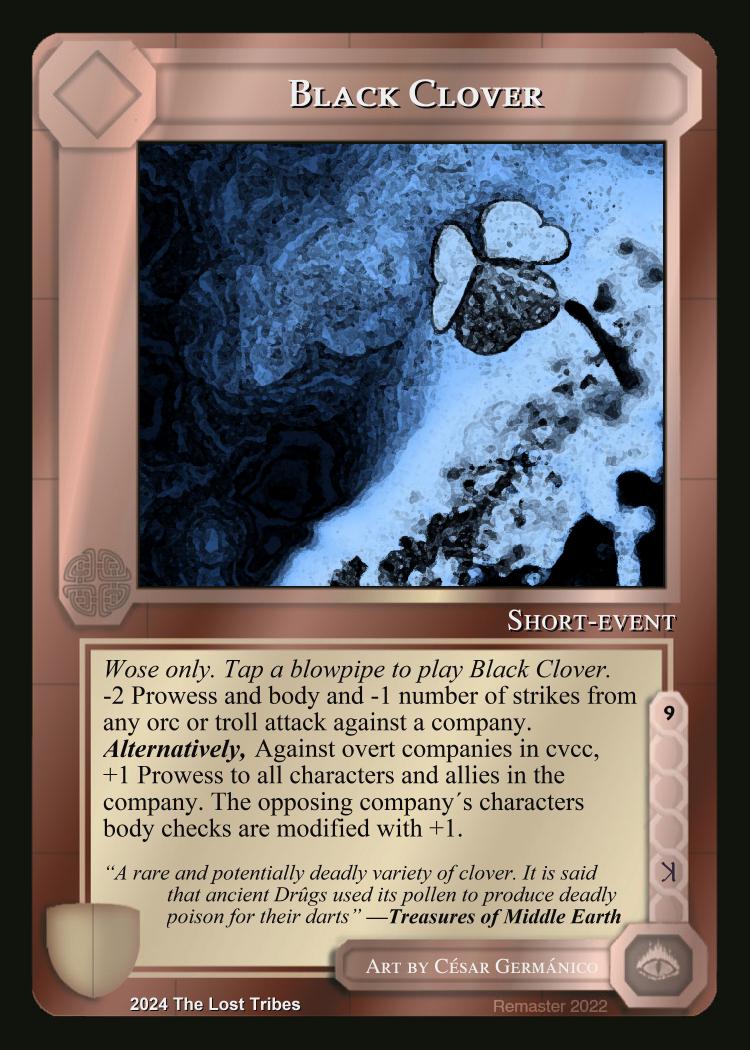 Black Clover
Short-event
Wose only. Tap a blowpipe to play Black Clover.
-2 Prowess and body and -1 number of strikes from
any orc or troll attack against a company.
Alternatively, Against overt companies in cvcc,
+1 Prowess to all characters and allies in the
company. The opposing company´s characters
body checks are modified with +1.
9
“A rare and potentially deadly variety of clover. It is said
that ancient Drûgs used its pollen to produce deadly
poison for their darts” —Treasures of Middle Earth
Art by César Germánico
2024 The Lost Tribes
Remaster 2022